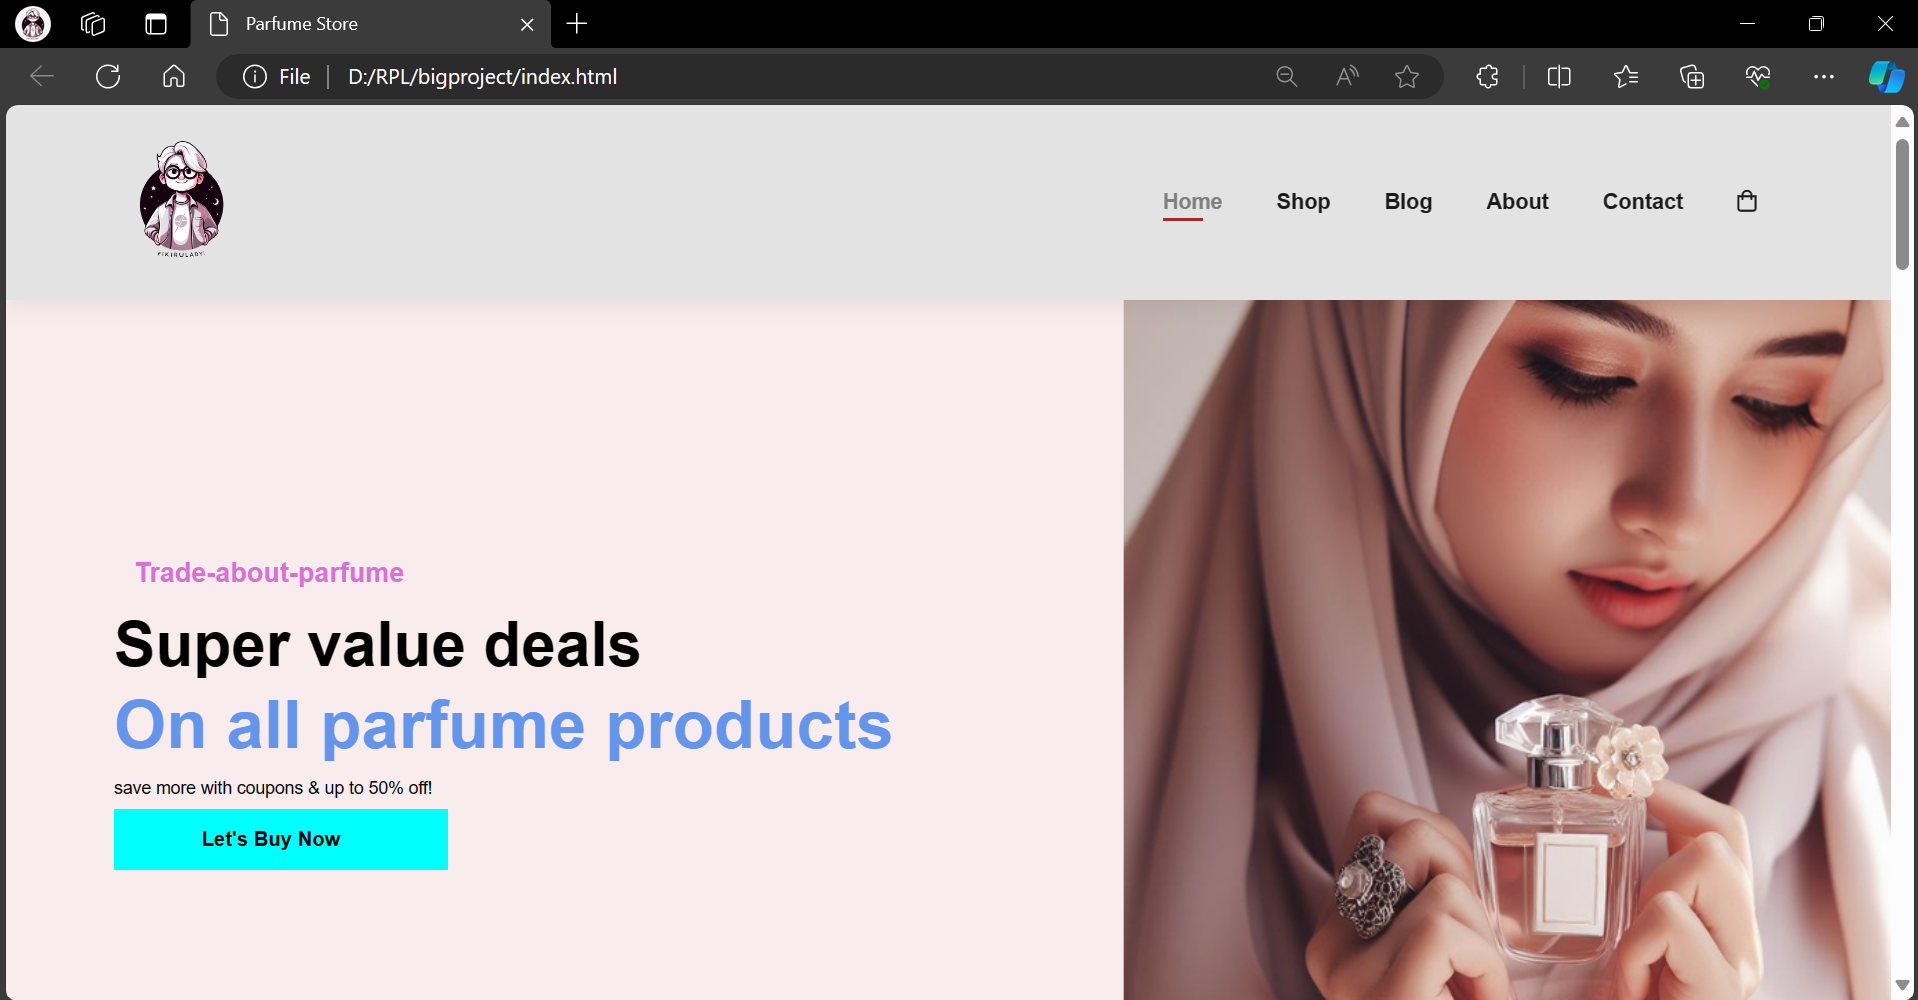 Parfume Store
File
D:/RPL/bigproject/index.html
Home Shop Blog About Contact
Trade-about-parfume
Super value deals
On all parfume products
save more with coupons & up to 50% off!
Let's Buy Now